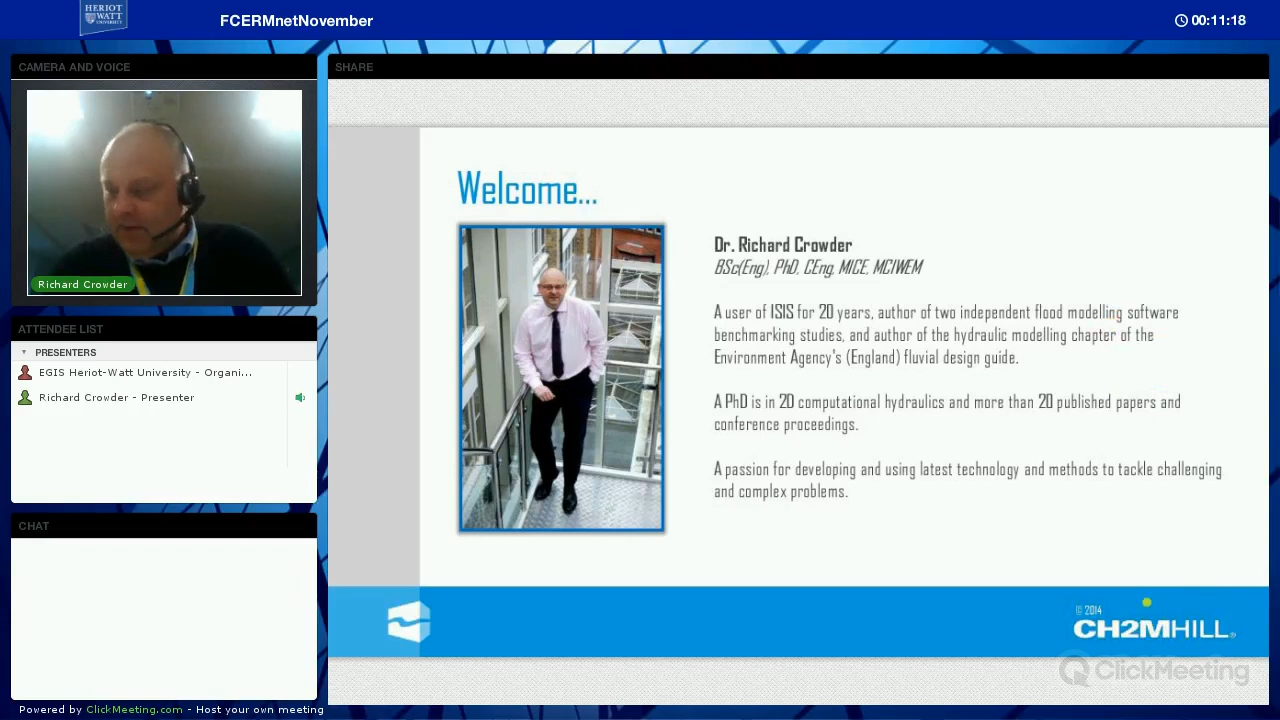 HERIOT
WATT
UNIVERSITY
FCERMnetNovember
00:11:18
CAMERA AND VOICE
Richard Crowder
ATTENDEE LIST
PRESENTERS
EGIS Heriot-Watt University - Organi...
Richard Crowder - Presenter
CHAT
Powered by ClickMeeting.com - Host your own meeting
SHARE
Welcome...
Dr. Richard Crowder
BSc(Eng), PhD, CEng, MICE, MCIWEM
A user of ISIS for 20 years, author of two independent flood modelling software
benchmarking studies, and author of the hydraulic modelling chapter of the
Environment Agency's (England) fluvial design guide.
A PhD is in 2D computational hydraulics and more than 20 published papers and
conference proceedings.
A passion for developing and using latest technology and methods to tackle challenging
and complex problems.
© 2014
CH2MHILL®
ClickMeeting